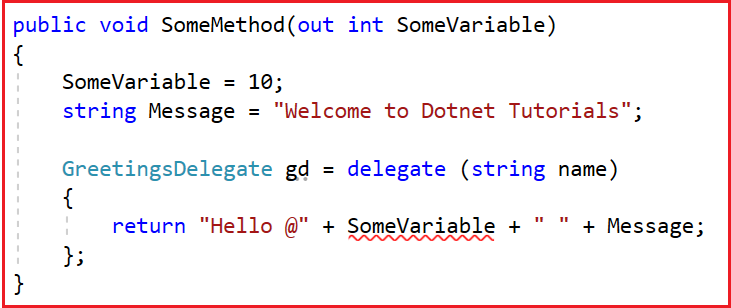 public void SomeMethod(out int SomeVariable)
{
SomeVariable = 10;
string Message = "Welcome to Dotnet Tutorials";
GreetingsDelegate gd = delegate (string name)
{
return "Hello @" + SomeVariable + " " + Message;
};
}